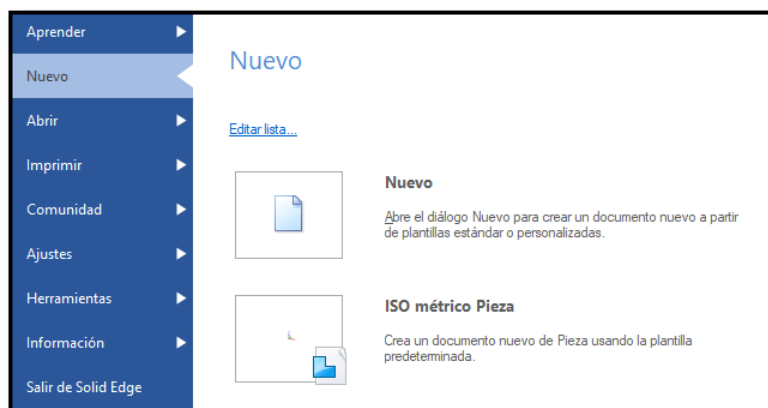 Aprender
Nuevo
Abrir
Imprimir
Comunidad
Ajustes
Herramientas
Información
Salir de Solid Edge
Nuevo
Editar lista...
Nuevo
Abre el diálogo Nuevo para crear un documento nuevo a partir
de plantillas estándar o personalizadas.
ISO métrico Pieza
Crea un documento nuevo de Pieza usando la plantilla
predeterminada.